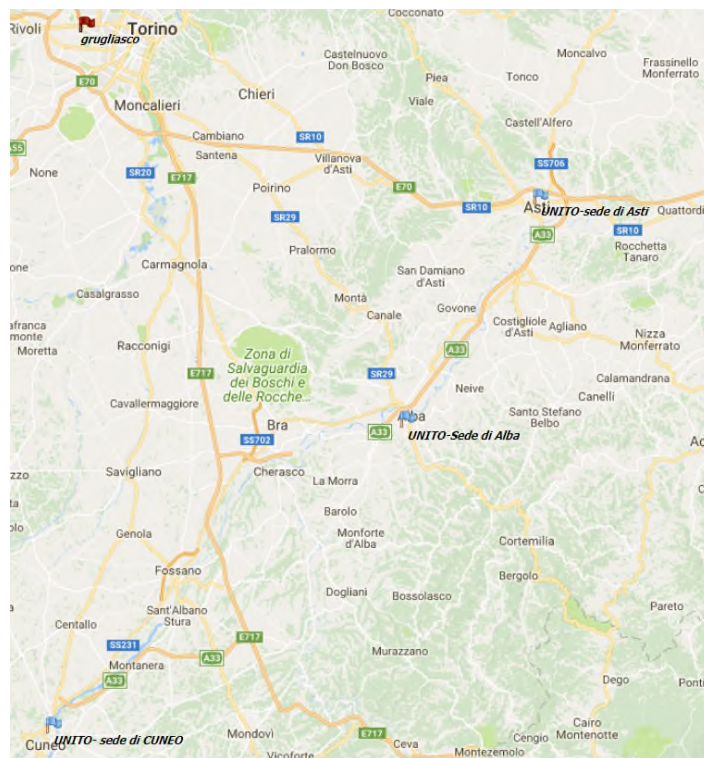 Cocconato
Rivoli
Torino
grugliasco
Moncalvo
Castelnuovo
Don Bosco
Frassinello
Monferrato
E70
Piea
Tonco
Chieri
Viale
Moncalieri
Castell'Alfero
Cambiano
SR10
A55
Santena
Villanova
d'Asti
SS706
None
SR20
E717
Poirino
E70
SR10
Asti
UNITO-sede di Asti
Quattordi
SR29
SR10
A33
Pralormo
Rocchetta
Tanaro
Carmagnola
San Damiano
d'Asti
one
Casalgrasso
Montà
Govone
Canale
Costigliole
d'Asti
Agliano
afranca
monte
Nizza
Monferrato
Moretta
Racconigi
Zona di
Salvaguardia
dei Boschi e
delle Rocche...
A33
E717
SR29
Calamandrana
Neive
Canelli
Cavallermaggiore
Santo Stefano
Belbo
Bra
A33
UNITO-Sede di Alba
SS702
Ac
zzo
Savigliano
Cherasco
La Morra
ta
Barolo
olo
Genola
Monforte
d'Alba
Cortemilia
Fossano
Bergolo
Dogliani
Bossolasco
Sant'Albano
Stura
Pareto
Centallo
E717
SS231
A33
Murazzano
Montanera
A33
Dego
Ponti
Cuneo
UNITO- sede di CUNEO
Mondovì
E717
Cairo
Montenotte
Cengio
Ceva
Vicoforte
Montezemolo